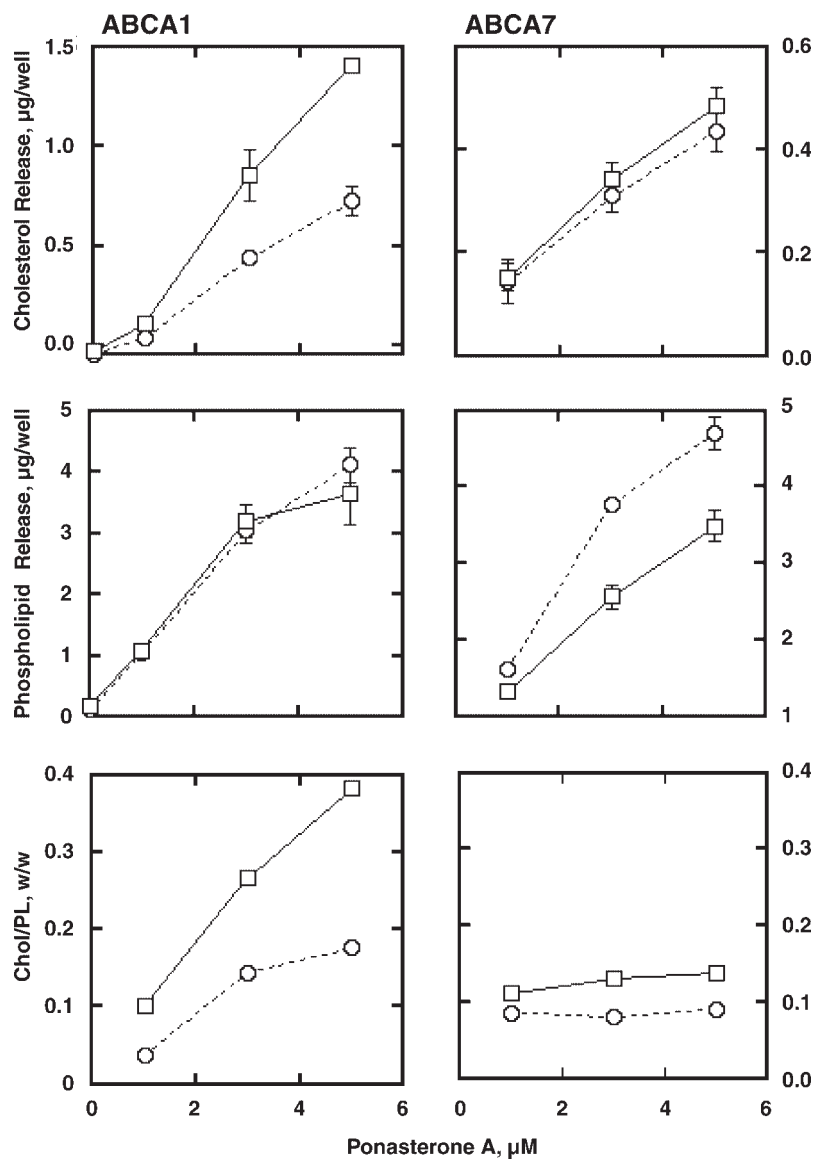 ABCA1 ABCA7
Cholesterol Release, µg/well
1.5 0.6
1.0 0.4
0.5 0.2
0.0 0.0
Phospholipid Release, µg/well
5 5
4 4
3 3
2 2
1
0 1
Chol/PL, w/w
0.4 0.4
0.3 0.3
0.2 0.2
0.1 0.1
0 0.0
0 2 4 6 0 2 4 6
Ponasterone A, µM